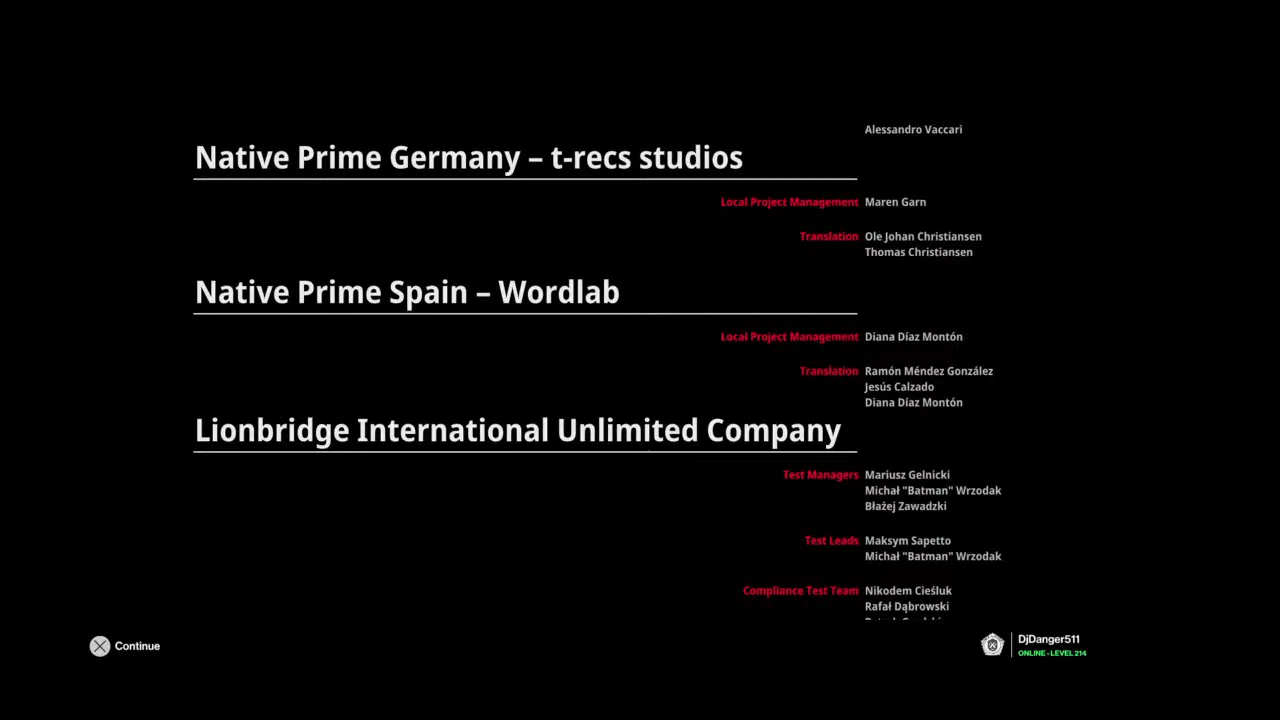 Alessandro Vaccari
Native Prime Germany – t-recs studios
Local Project Management Maren Garn
Translation Ole Johan Christiansen
Thomas Christiansen
Native Prime Spain – Wordlab
Local Project Management Diana Díaz Montón
Translation Ramón Méndez González
Jesús Calzado
Diana Díaz Montón
Lionbridge International Unlimited Company
Test Managers Mariusz Gelnicki
Michał "Batman" Wrzodak
Błażej Zawadzki
Test Leads Maksym Sapetto
Michał "Batman" Wrzodak
Compliance Test Team Nikodem Cieśluk
Rafał Dąbrowski
Continue
DjDanger511
ONLINE - LEVEL 214